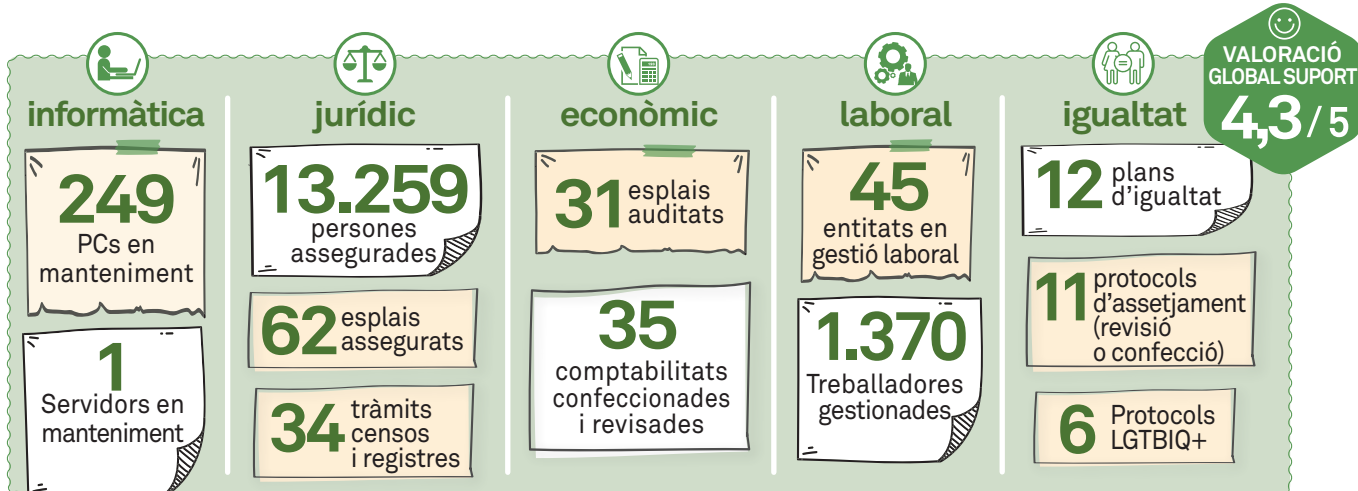 informàtica
249
PCs en
manteniment
1
Servidors en
manteniment
jurídic
13.259
persones
assegurades
62 esplais
assegurats
34 tràmits
censos
i registres
econòmic
31 esplais
auditats
35
comptabilitats
confeccionades
i revisades
laboral
45
entitats en
gestió laboral
1.370
Treballadores
gestionades
igualtat
12 plans
d'igualtat
11 protocols
d'assetjament
(revisió
o confecció)
6 Protocols
LGTBIQ+
VALORACIÓ
GLOBAL SUPORT
4,3/5